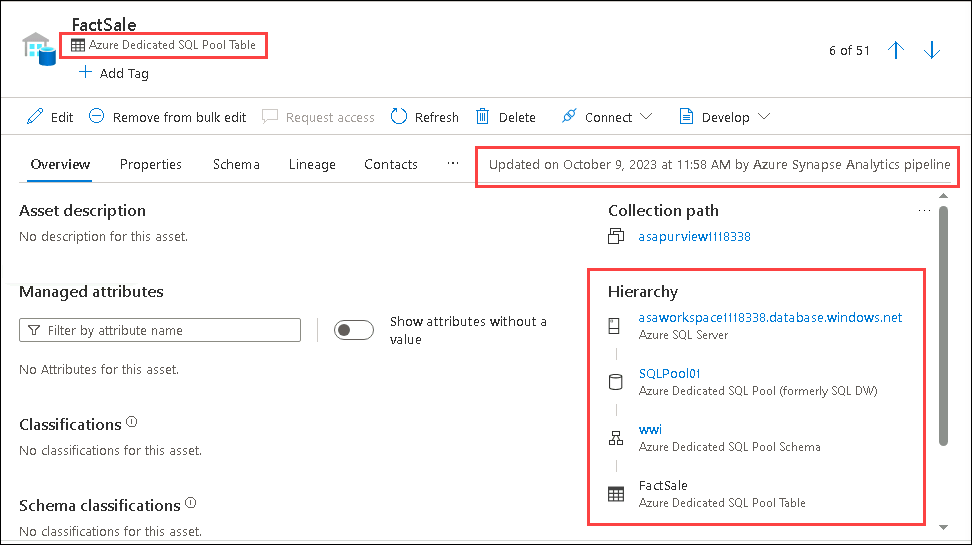 FactSale
Azure Dedicated SQL Pool Table
Add Tag
6 of 51
Edit
Remove from bulk edit
Request access
Refresh
Delete
Connect
Develop
Overview
Properties
Schema
Lineage
Contacts
...
Updated on October 9, 2023 at 11:58 AM by Azure Synapse Analytics pipeline
Asset description
No description for this asset.
Managed attributes
Filter by attribute name
Show attributes without a
value
No Attributes for this asset.
Classifications
No classifications for this asset.
Schema classifications
No classifications for this asset.
Collection path
...
asapurview1118338
Hierarchy
asaworkspace1118338.database.windows.net
Azure SQL Server
SQLPool01
Azure Dedicated SQL Pool (formerly SQL DW)
wwi
Azure Dedicated SQL Pool Schema
FactSale
Azure Dedicated SQL Pool Table